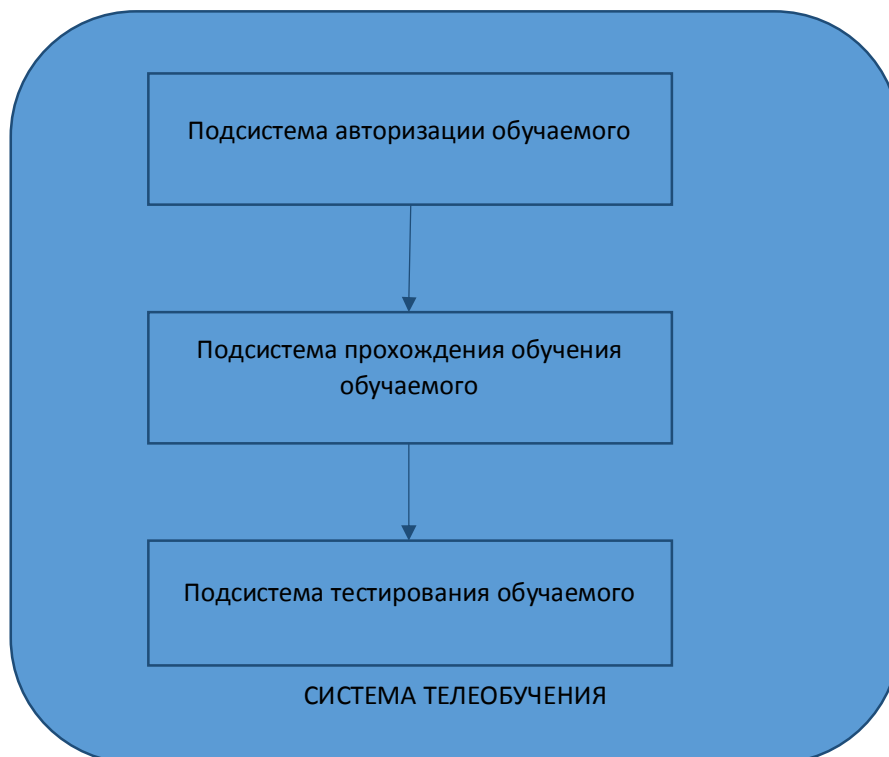 Подсистема авторизации обучаемого
Подсистема прохождения обучения
обучаемого
Подсистема тестирования обучаемого
СИСТЕМА ТЕЛЕОБУЧЕНИЯ